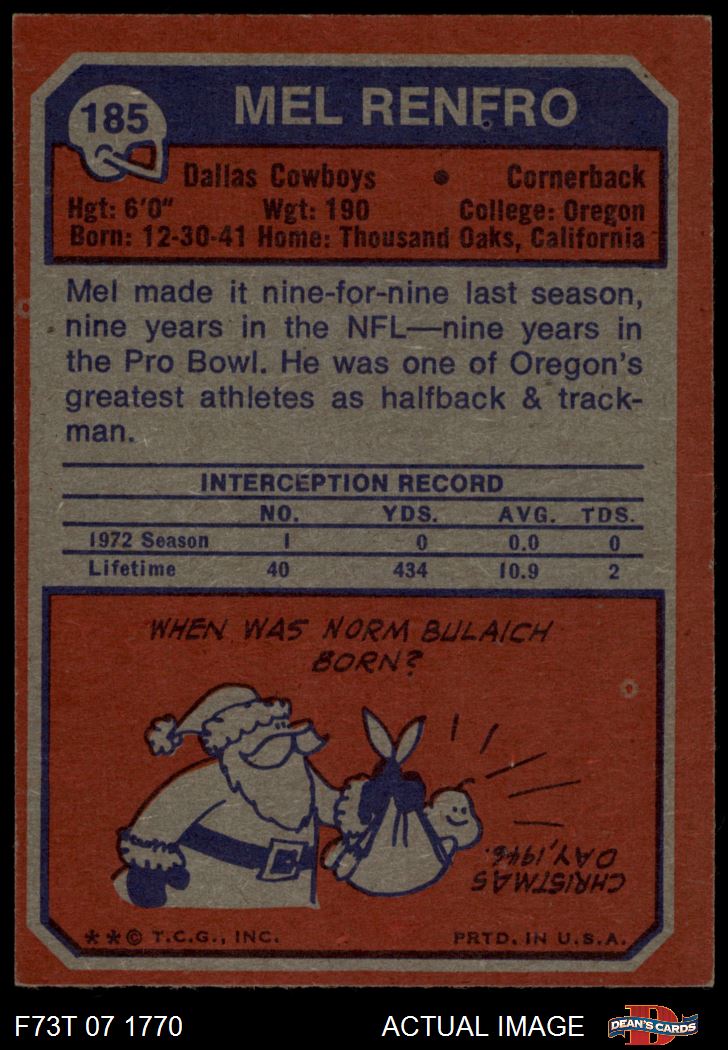 185
MEL RENFRO
Dallas Cowboys • Cornerback
Hgt: 6'0" Wgt: 190 College: Oregon
Born: 12-30-41 Home: Thousand Oaks, California
Mel made it nine-for-nine last season,
nine years in the NFL—nine years in
the Pro Bowl. He was one of Oregon's
greatest athletes as halfback & track-
man.
INTERCEPTION RECORD
NO. YDS. AVG. TDS.
1972 Season 1 0 0.0 0
Lifetime 40 434 10.9 2
WHEN WAS NORM BULAICH
BORN?
CHRISTMAS
DAY, 1946.
**© T.C.G., INC. PRTD. IN U.S.A.
F73T 07 1770 ACTUAL IMAGE
D
DEAN'S CARDS